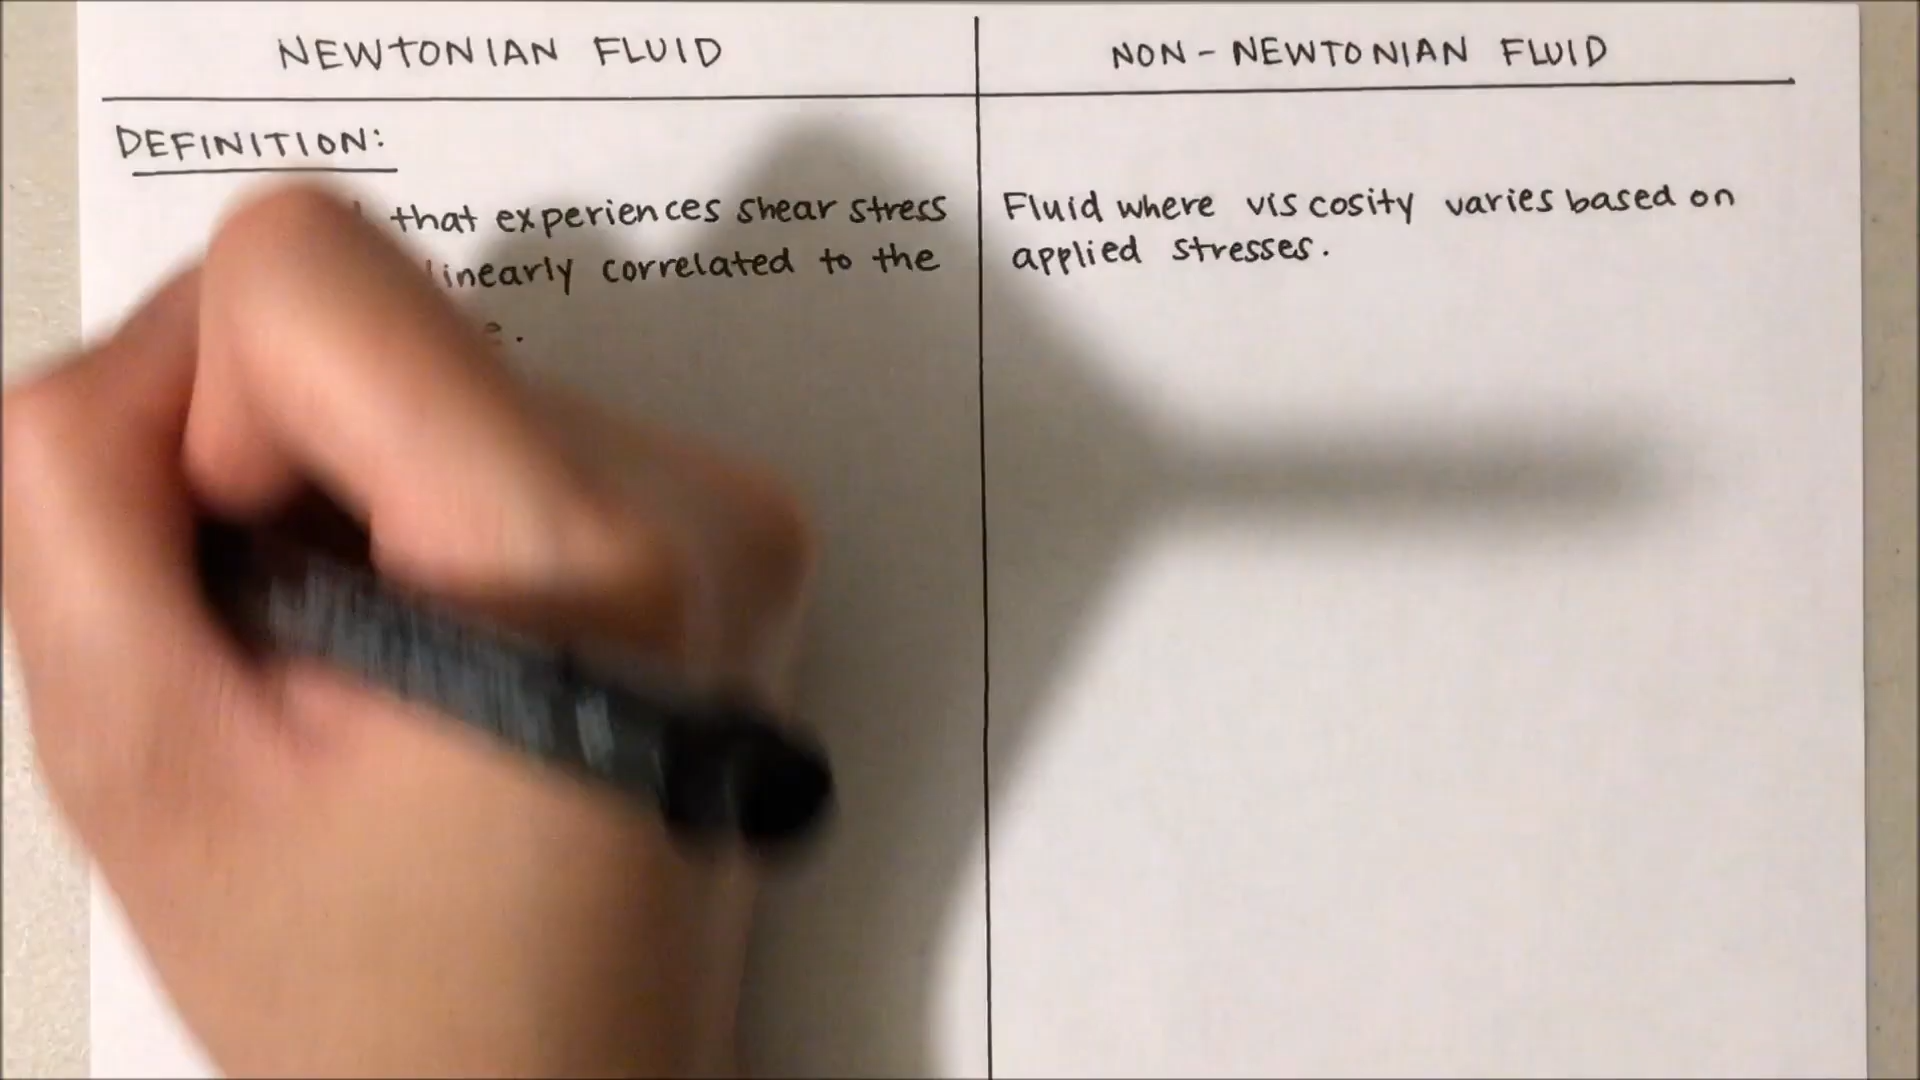 NEWTONIAN FLUID
NON-NEWTONIAN FLUID
DEFINITION:
that experiences shear stress
linearly correlated to the
Fluid where viscosity varies based on
applied stresses.